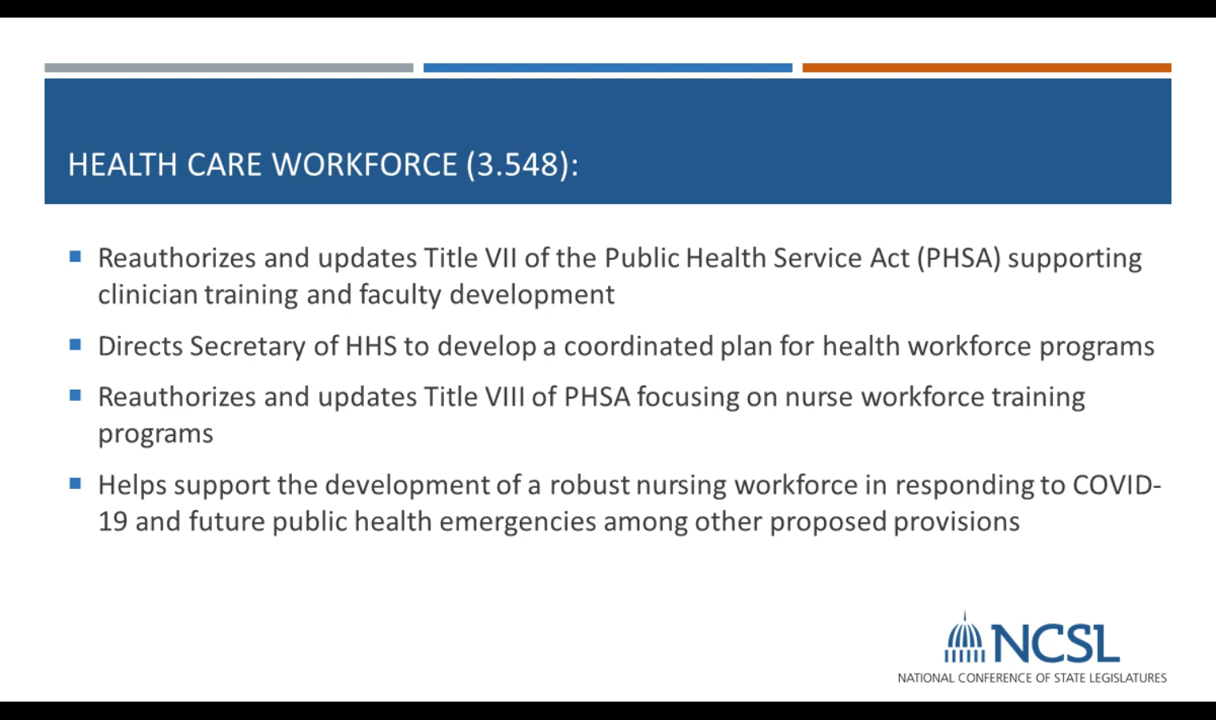 HEALTH CARE WORKFORCE (3.548):
Reauthorizes and updates Title VII of the Public Health Service Act (PHSA) supporting
clinician training and faculty development
Directs Secretary of HHS to develop a coordinated plan for health workforce programs
Reauthorizes and updates Title VIII of PHSA focusing on nurse workforce training
programs
Helps support the development of a robust nursing workforce in responding to COVID-
19 and future public health emergencies among other proposed provisions
NCSL
NATIONAL CONFERENCE OF STATE LEGISLATURES